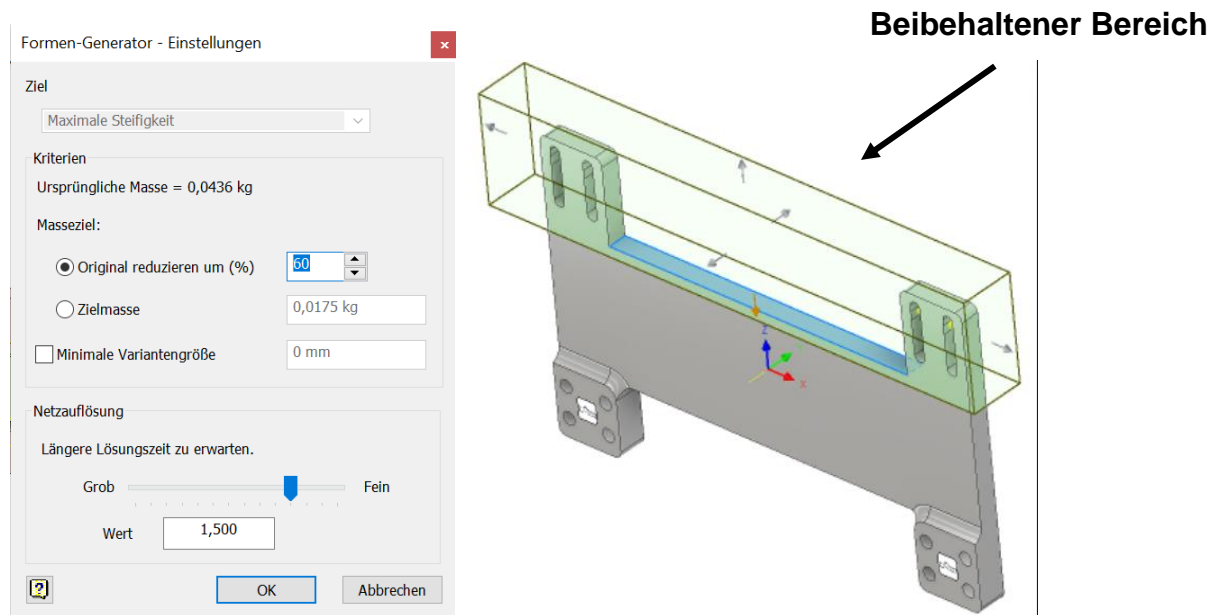 Beibehaltener Bereich
Formen-Generator - Einstellungen
x
Ziel
Maximale Steifigkeit
Kriterien
Ursprüngliche Masse = 0,0436 kg
Masseziel:
Original reduzieren um (%) 60
Zielmasse 0,0175 kg
Minimale Variantengröße 0 mm
Netzauflösung
Längere Lösungszeit zu erwarten.
Grob Fein
Wert 1,500
? OK Abbrechen
Z
X